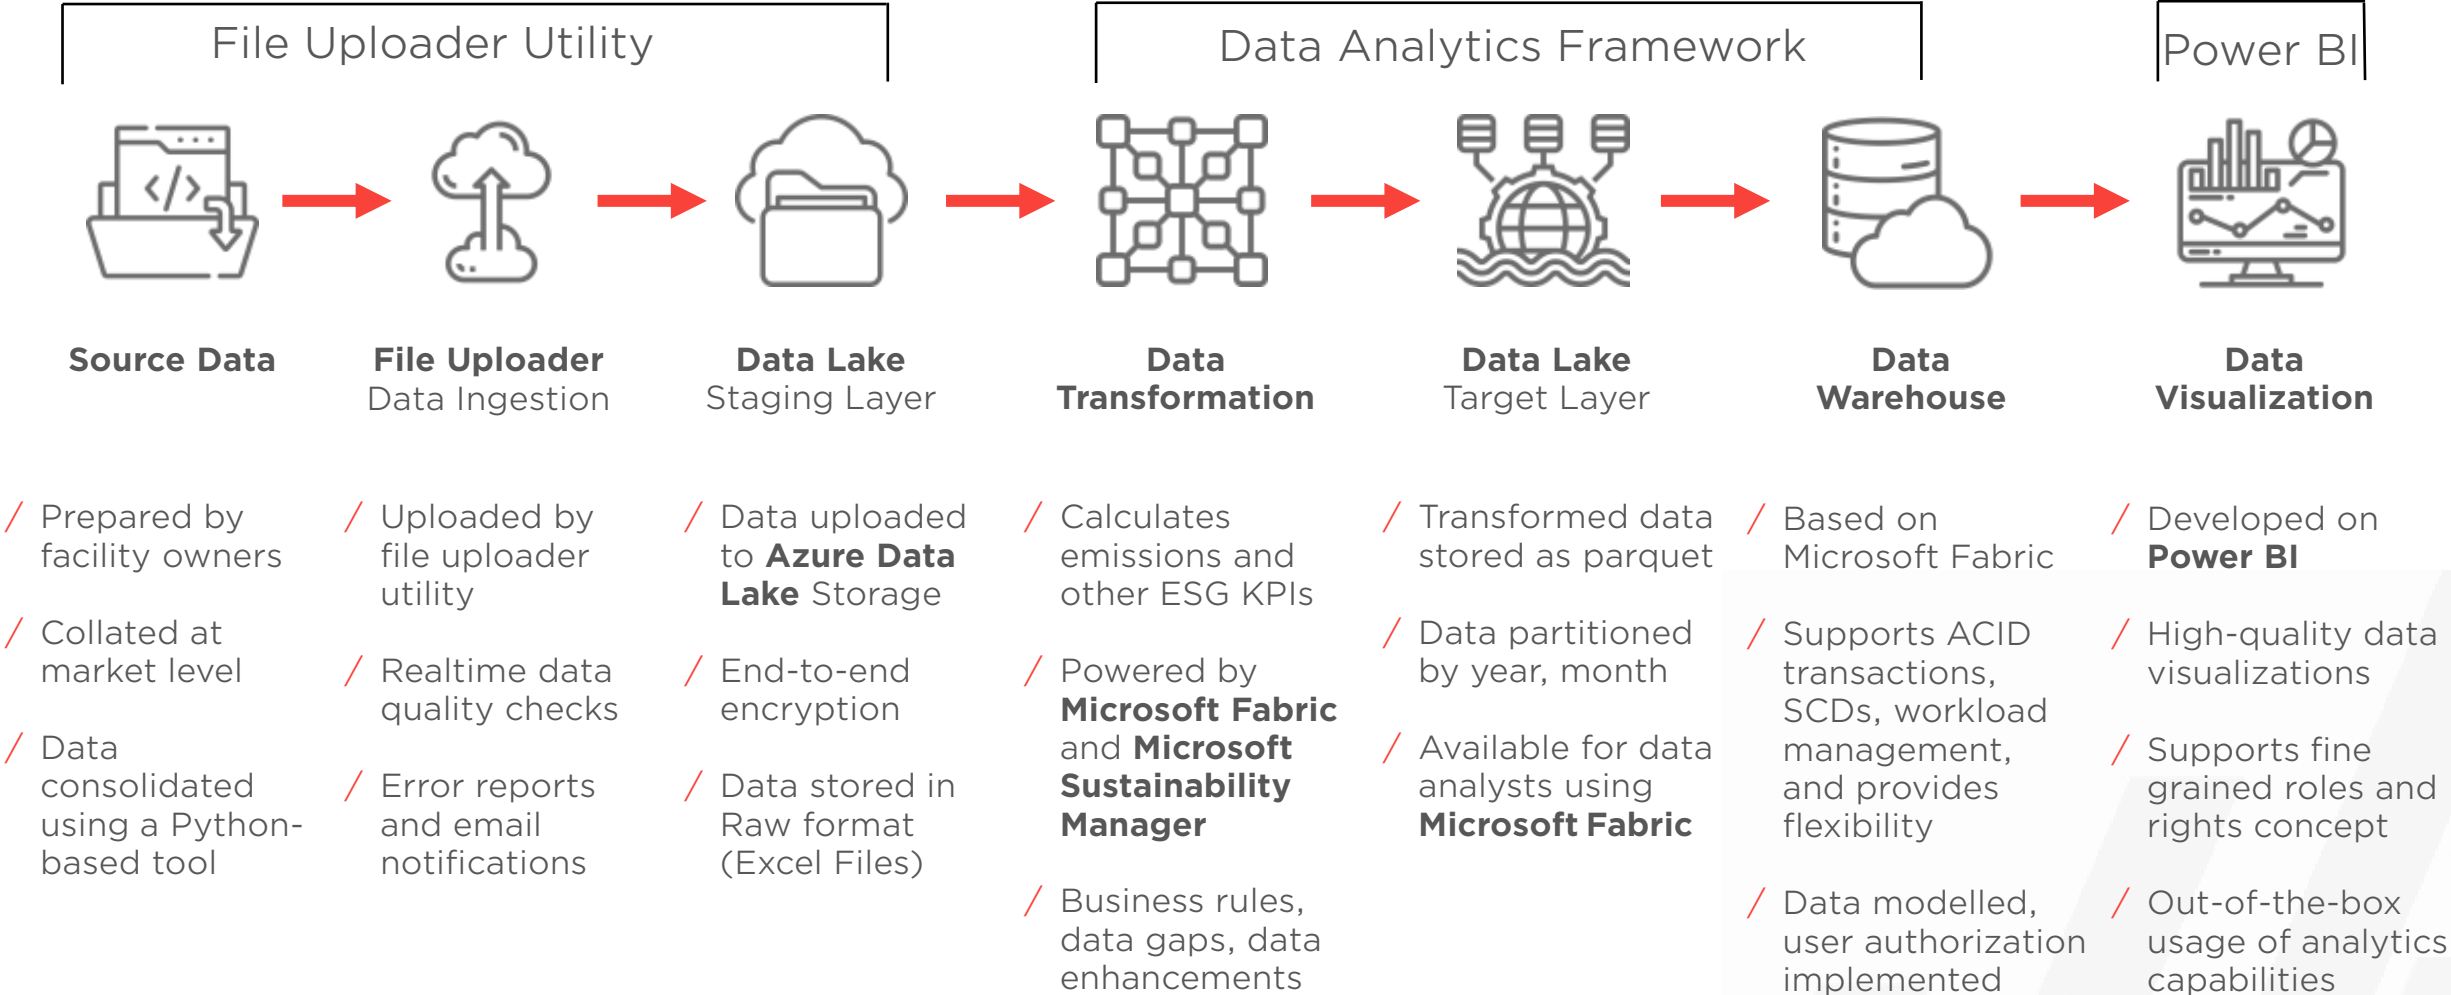 File Uploader Utility
Data Analytics Framework
Power BI
</>
Source Data
File Uploader
Data Ingestion
Data Lake
Staging Layer
Data
Transformation
Data Lake
Target Layer
Data
Warehouse
Data
Visualization
/ Prepared by
facility owners
/ Collated at
market level
/ Data
consolidated
using a Python-
based tool
/ Uploaded by
file uploader
utility
/ Realtime data
quality checks
/ Error reports
and email
notifications
/ Data uploaded
to Azure Data
Lake Storage
/ End-to-end
encryption
/ Data stored in
Raw format
(Excel Files)
/ Calculates
emissions and
other ESG KPIs
/ Powered by
Microsoft Fabric
and Microsoft
Sustainability
Manager
/ Business rules,
data gaps, data
enhancements
/ Transformed data
stored as parquet
/ Data partitioned
by year, month
/ Available for data
analysts using
Microsoft Fabric
/ Based on
Microsoft Fabric
/ Supports ACID
transactions,
SCDs, workload
management,
and provides
flexibility
/ Data modelled,
user authorization
implemented
/ Developed on
Power BI
/ High-quality data
visualizations
/ Supports fine
grained roles and
rights concept
/ Out-of-the-box
usage of analytics
capabilities